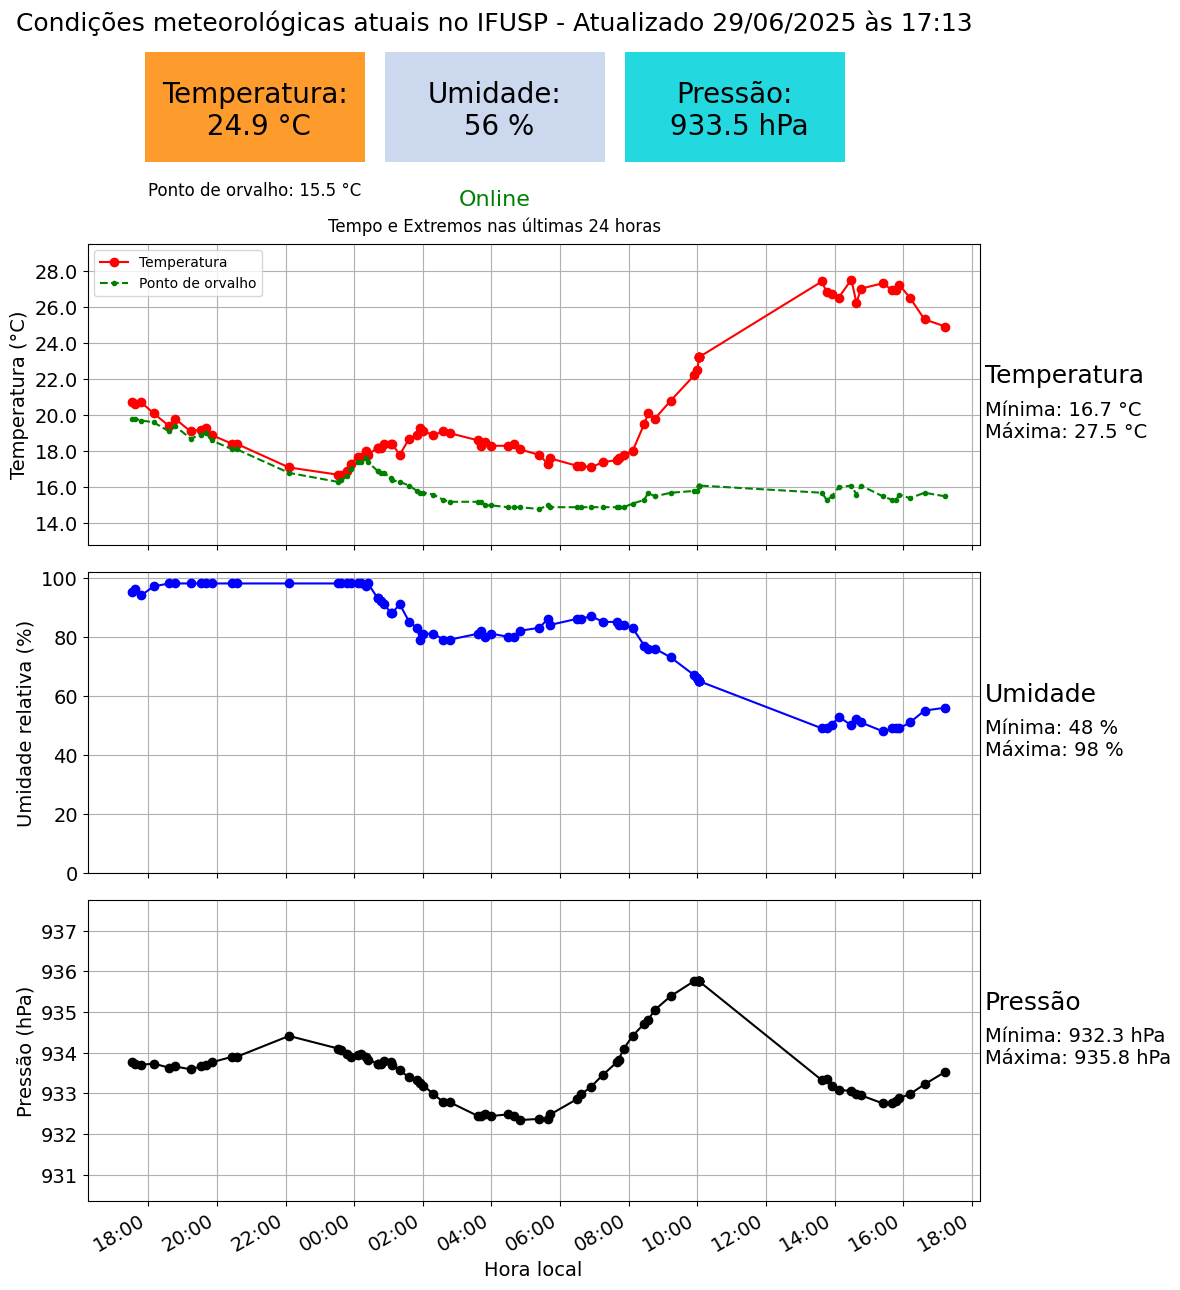 Condições meteorológicas atuais no IFUSP - Atualizado 29/06/2025 às 17:13
Temperatura:
24.9 °C
Umidade:
56 %
Pressão:
933.5 hPa
Ponto de orvalho: 15.5 °C
Online
Tempo e Extremos nas últimas 24 horas
Temperatura
Ponto de orvalho
Temperatura (°C)
28.0
26.0
24.0
22.0
20.0
18.0
16.0
14.0
Temperatura
Mínima: 16.7 °C
Máxima: 27.5 °C
Umidade relativa (%)
100
80
60
40
20
0
Umidade
Mínima: 48 %
Máxima: 98 %
Pressão (hPa)
937
936
935
934
933
932
931
Pressão
Mínima: 932.3 hPa
Máxima: 935.8 hPa
18:00 20:00 22:00 00:00 02:00 04:00 06:00 08:00 10:00 12:00 14:00 16:00 18:00
Hora local